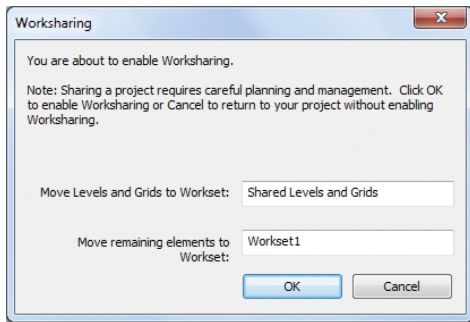 Worksharing
You are about to enable Worksharing.
Note: Sharing a project requires careful planning and management.  Click OK
to enable Worksharing or Cancel to return to your project without enabling
Worksharing.
Move Levels and Grids to Workset: Shared Levels and Grids
Move remaining elements to Workset1
Workset:
OK Cancel